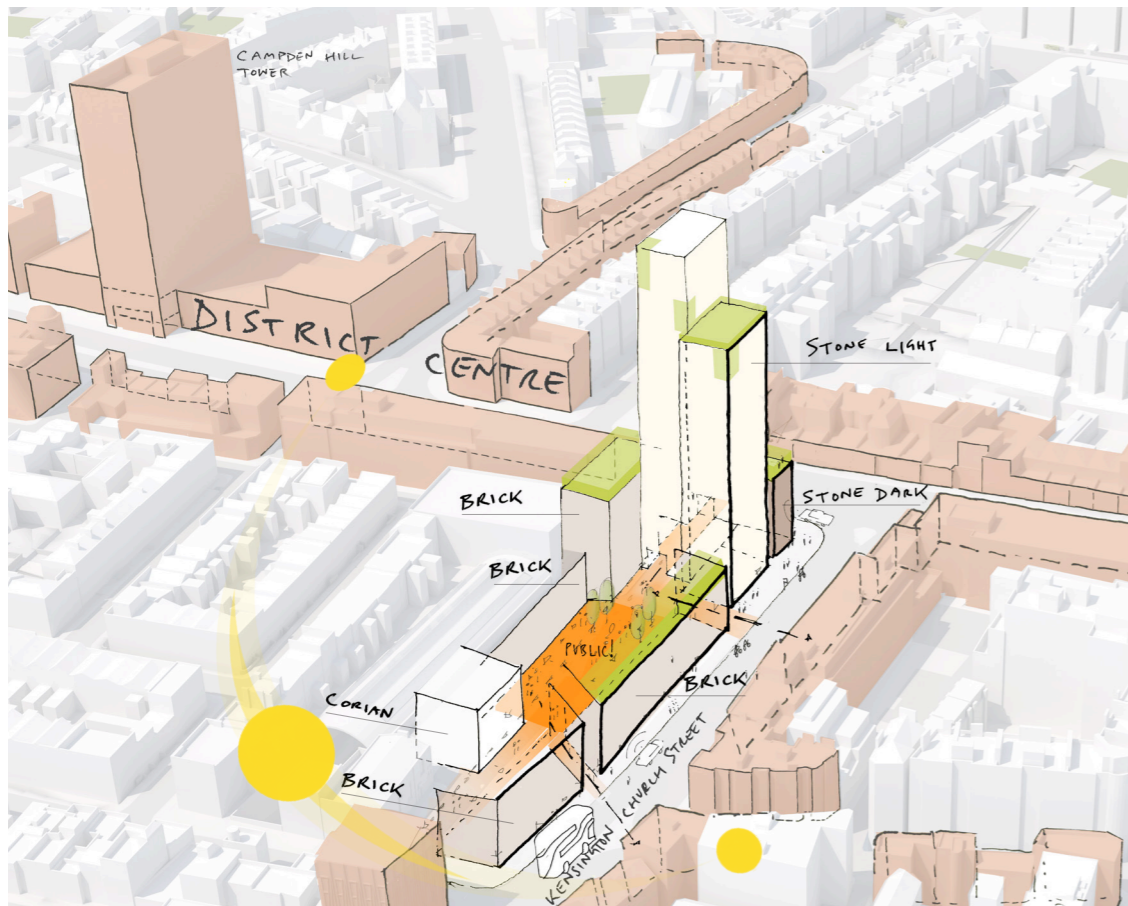 CAMPDEN HILL
TOWER
DISTRICT
CENTRE
STONE LIGHT
BRICK
STONE DARK
BRICK
PUBLIC!
BRICK
CORIAN
BRICK
KENSINGTON CHURCH STREET